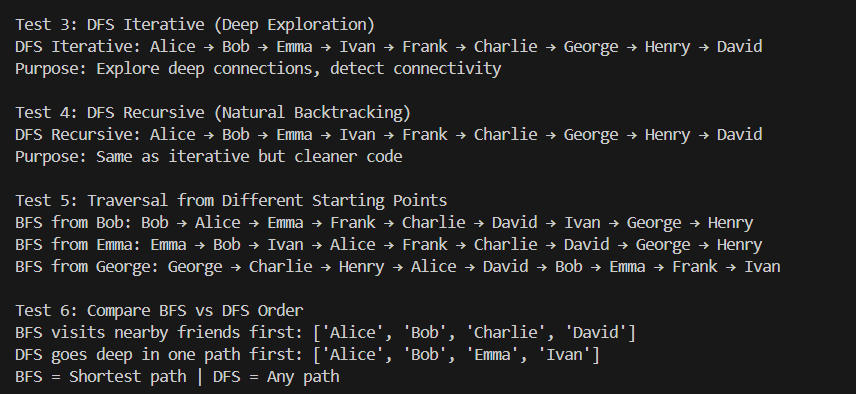 Test 3: DFS Iterative (Deep Exploration)
DFS Iterative: Alice → Bob → Emma → Ivan → Frank → Charlie → George → Henry → David
Purpose: Explore deep connections, detect connectivity
Test 4: DFS Recursive (Natural Backtracking)
DFS Recursive: Alice → Bob → Emma → Ivan → Frank → Charlie → George → Henry → David
Purpose: Same as iterative but cleaner code
Test 5: Traversal from Different Starting Points
BFS from Bob: Bob → Alice → Emma → Frank → Charlie → David → Ivan → George → Henry
BFS from Emma: Emma → Bob → Ivan → Alice → Frank → Charlie → David → George → Henry
BFS from George: George → Charlie → Henry → Alice → David → Bob → Emma → Frank → Ivan
Test 6: Compare BFS vs DFS Order
BFS visits nearby friends first: ['Alice', 'Bob', 'Charlie', 'David']
DFS goes deep in one path first: ['Alice', 'Bob', 'Emma', 'Ivan']
BFS = Shortest path | DFS = Any path